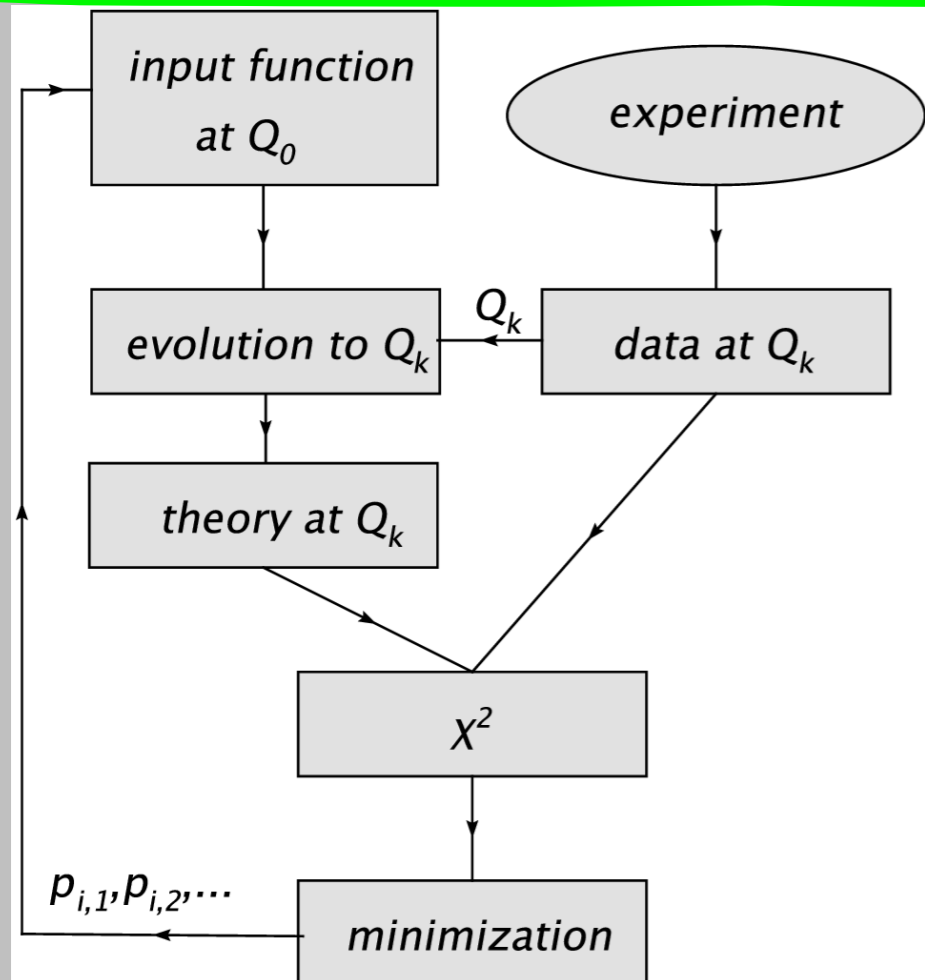 input function
at Q₀
experiment
evolution to Qₖ
Qₖ
data at Qₖ
theory at Qₖ
χ²
pᵢ,₁,pᵢ,₂,...
minimization